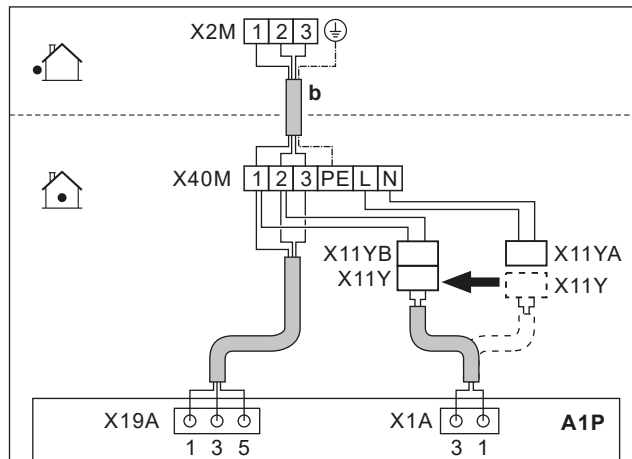 X2M 1 2 3
b
X40M 1 2 3 PE L N
X11YB X11YA
X11Y X11Y
X19A X1A A1P
1 3 5 3 1